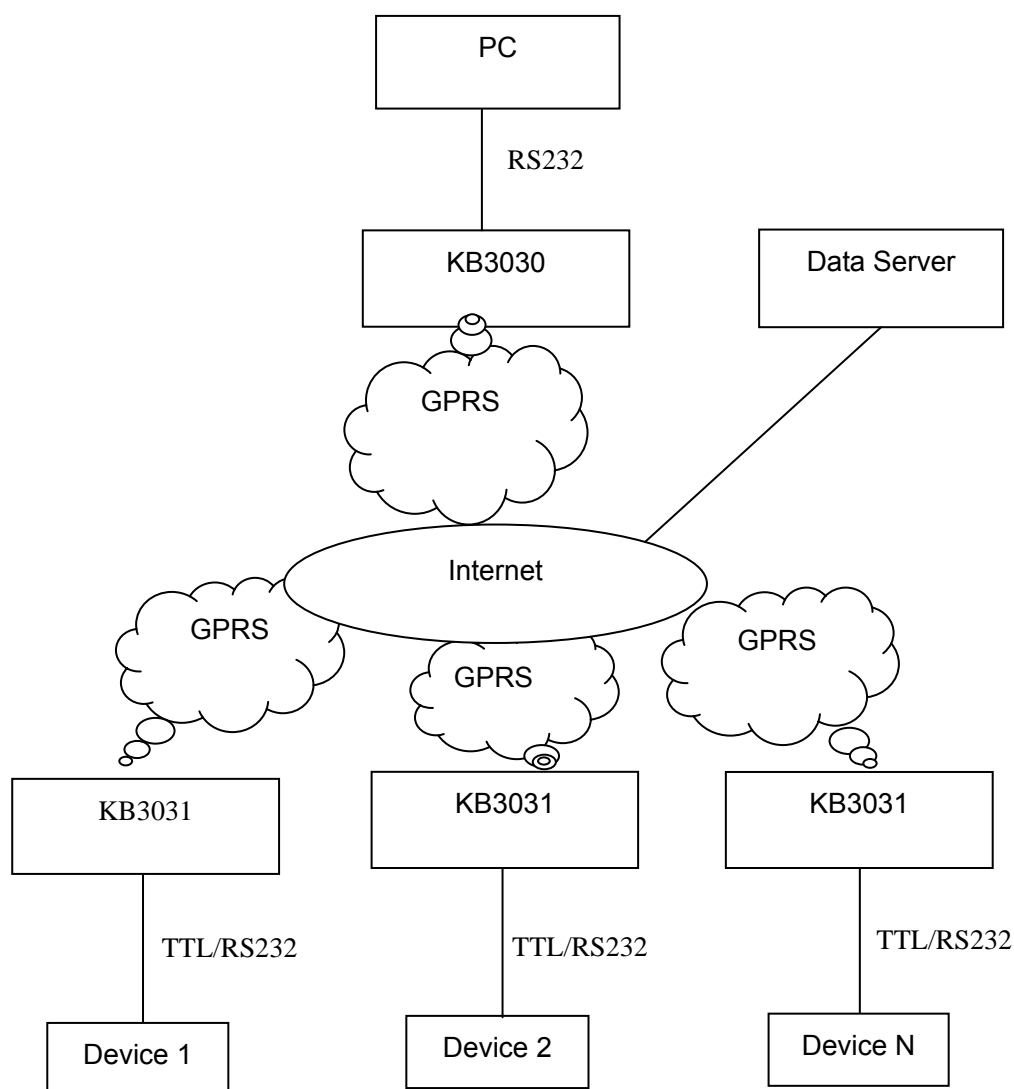 PC
RS232
KB3030
Data Server
GPRS
Internet
GPRS
GPRS
GPRS
KB3031
KB3031
KB3031
TTL/RS232
TTL/RS232
TTL/RS232
Device 1
Device 2
Device N